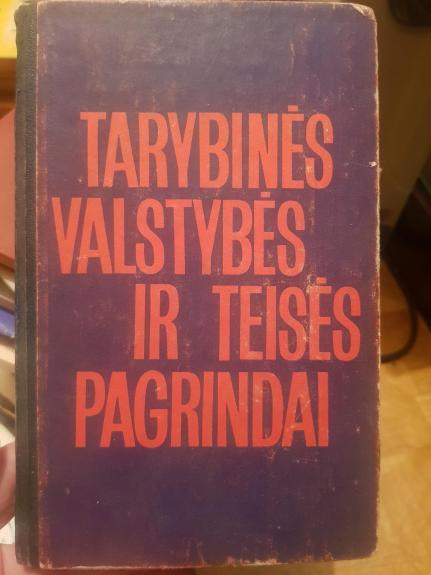 TARYBINĖS
VALSTYBĖS
IR TEISĖS
PAGRINDAI